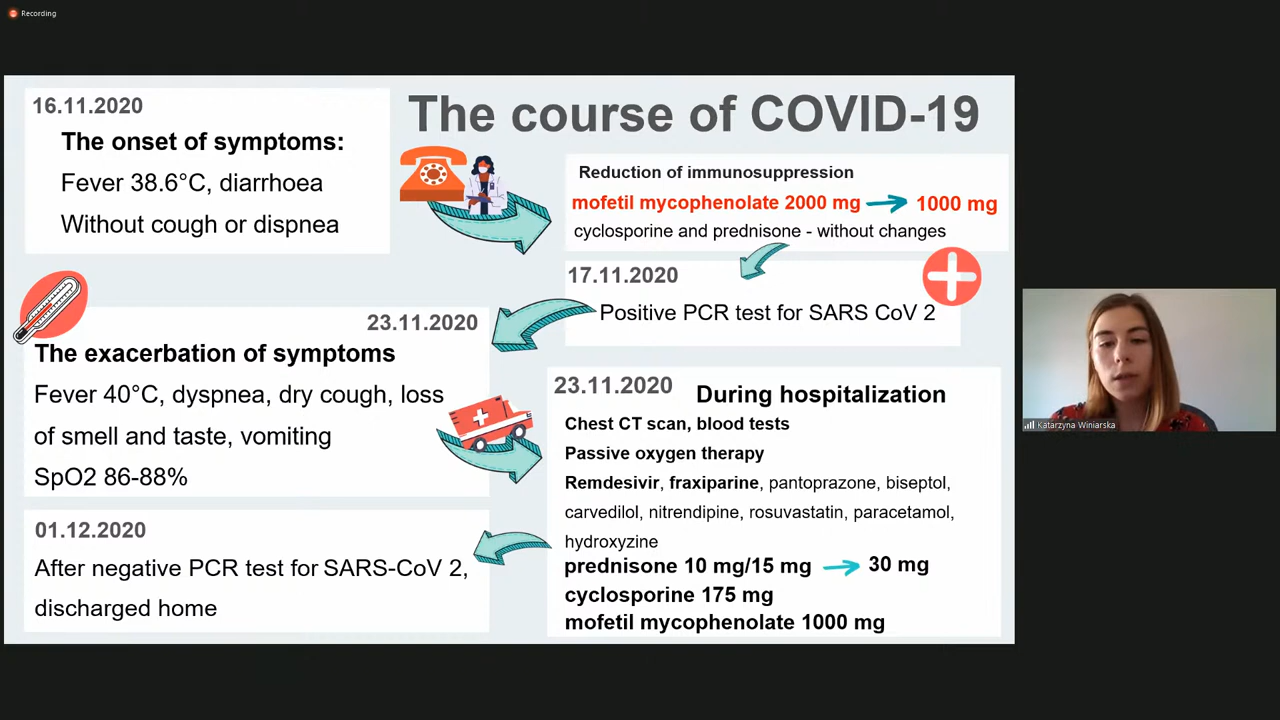 Recording
The course of COVID-19
16.11.2020
The onset of symptoms:
Fever 38.6°C, diarrhoea
Without cough or dispnea
Reduction of immunosuppression
mofetil mycophenolate 2000 mg 1000 mg
cyclosporine and prednisone - without changes
17.11.2020
Positive PCR test for SARS CoV 2
23.11.2020
The exacerbation of symptoms
Fever 40°C, dyspnea, dry cough, loss
of smell and taste, vomiting
SpO2 86-88%
23.11.2020
During hospitalization
Chest CT scan, blood tests
Passive oxygen therapy
Remdesivir, fraxiparine, pantoprazone, biseptol,
carvedilol, nitrendipine, rosuvastatin, paracetamol,
hydroxyzine
prednisone 10 mg/15 mg 30 mg
cyclosporine 175 mg
mofetil mycophenolate 1000 mg
01.12.2020
After negative PCR test for SARS-CoV 2,
discharged home
Katarzyna Winiarska